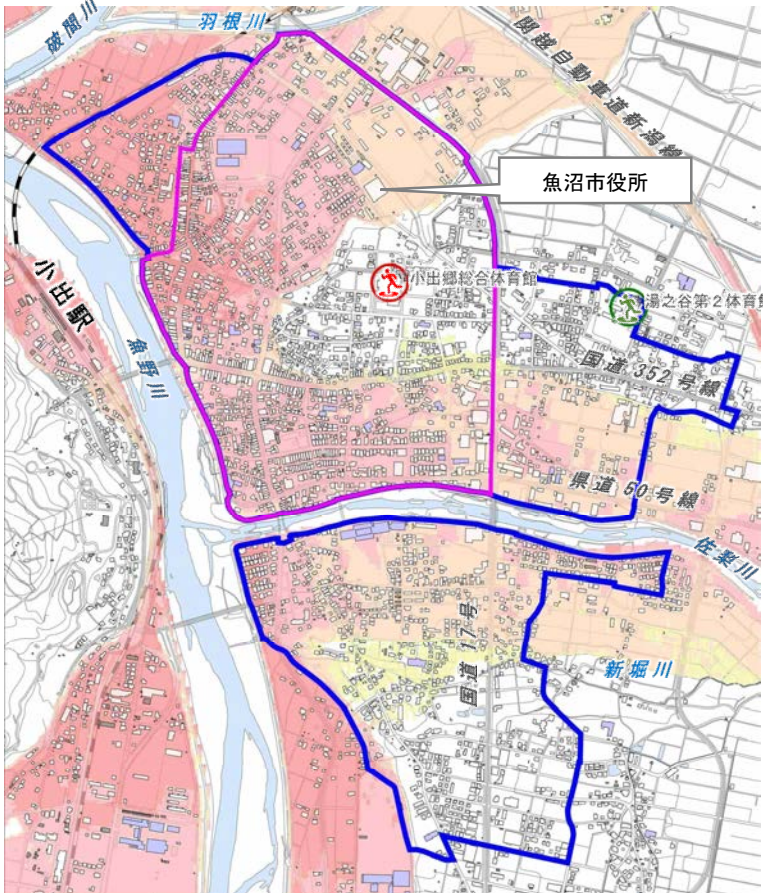 羽根川
破間川
関越自動車道新潟線
魚沼市役所
小出郷総合体育館
湯之谷第2体育館
小出駅
魚野川
国道 352 号線
県道 50号線
佐梨川
国道 17号
新堀川